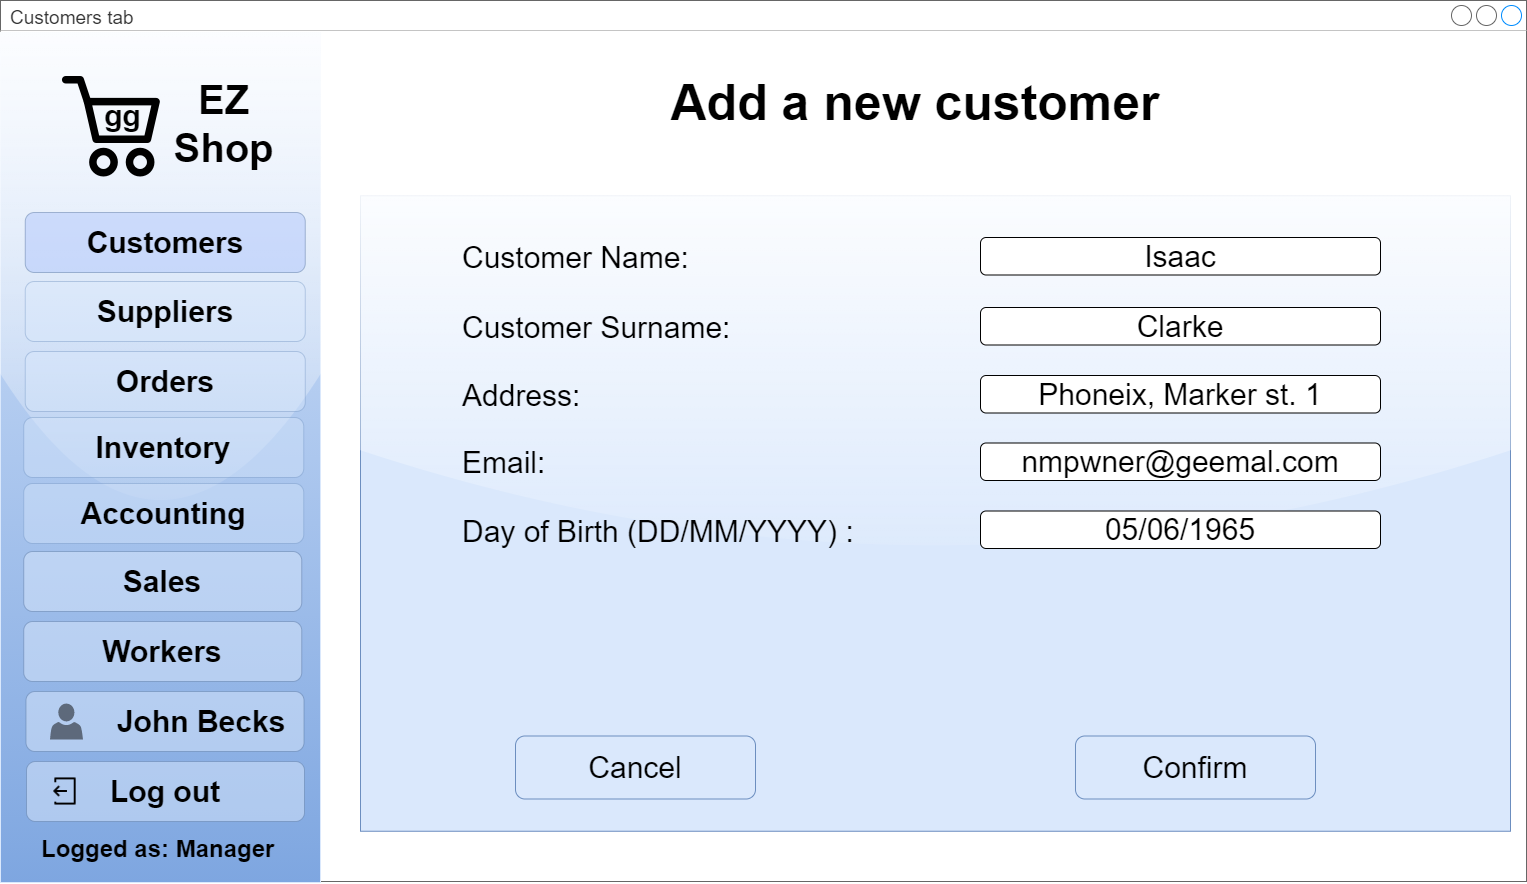 Customers tab
gg
EZ
Shop
Customers
Suppliers
Orders
Inventory
Accounting
Sales
Workers
John Becks
Log out
Logged as: Manager
Add a new customer
Customer Name: Isaac
Customer Surname: Clarke
Address: Phoneix, Marker st. 1
Email: nmpwner@geemal.com
Day of Birth (DD/MM/YYYY) : 05/06/1965
Cancel Confirm